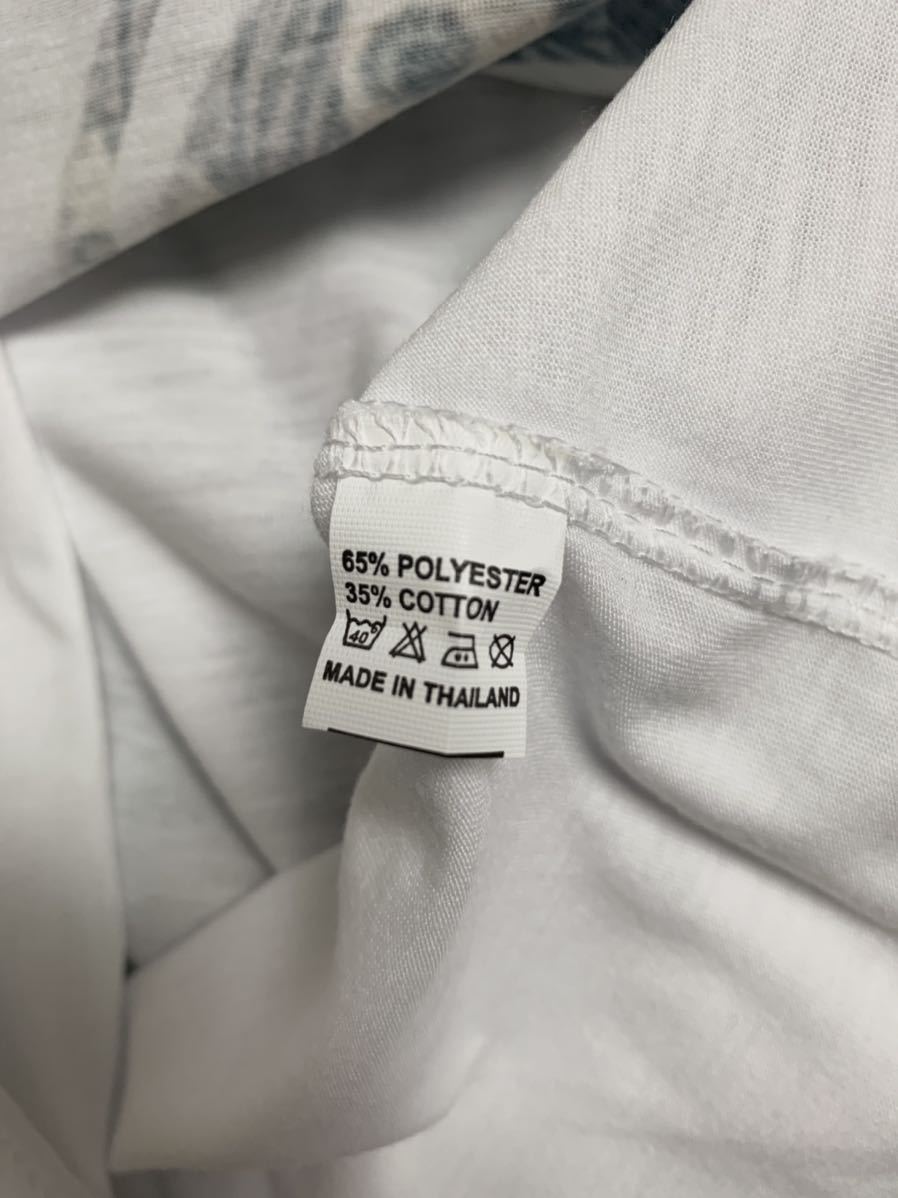 65% POLYESTER
35% COTTON
40°
MADE IN THAILAND